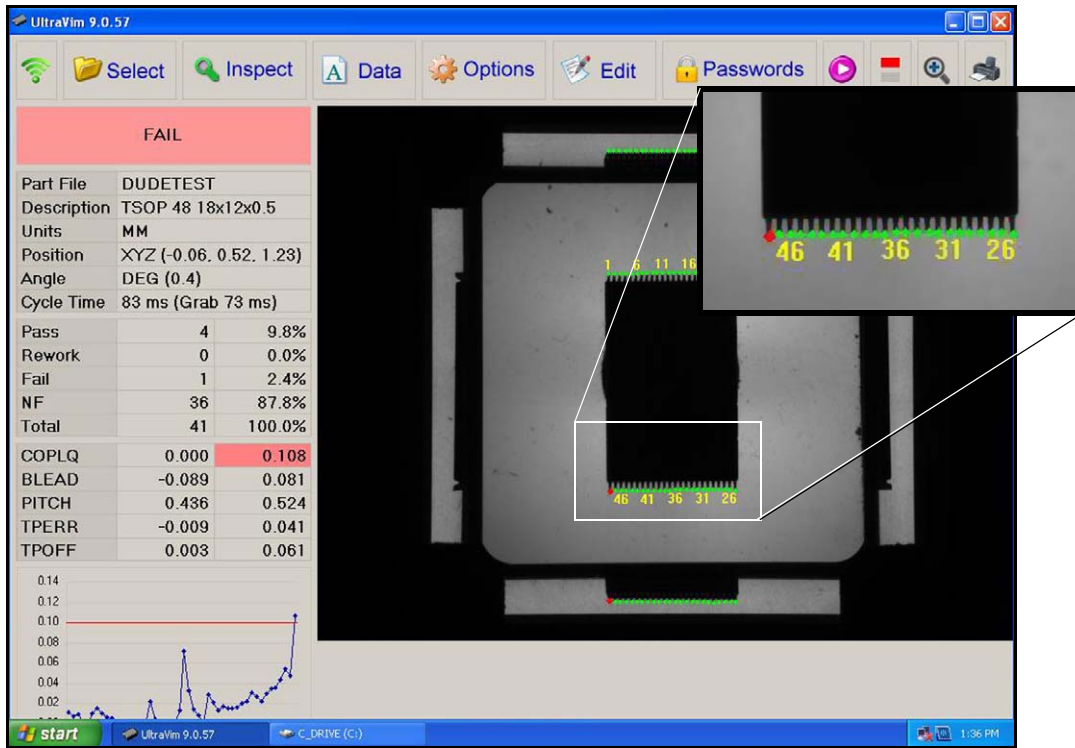 UltraVim 9.0.57
Select Inspect Data Options Edit Passwords
FAIL
Part File DUDETEST
Description TSOP 48 18x12x0.5
Units MM
Position XYZ (-0.06, 0.52, 1.23)
Angle DEG (0.4)
Cycle Time 83 ms (Grab 73 ms)
Pass 4 9.8%
Rework 0 0.0%
Fail 1 2.4%
NF 36 87.8%
Total 41 100.0%
COPLQ 0.000 0.108
BLEAD -0.089 0.081
PITCH 0.436 0.524
TPERR -0.009 0.041
TPOFF 0.003 0.061
0.14
0.12
0.10
0.08
0.06
0.04
0.02
1 6 11 16
46 41 36 31 26
46 41 36 31 26
start UltraVim 9.0.57 C_DRIVE (C:) 1:36 PM